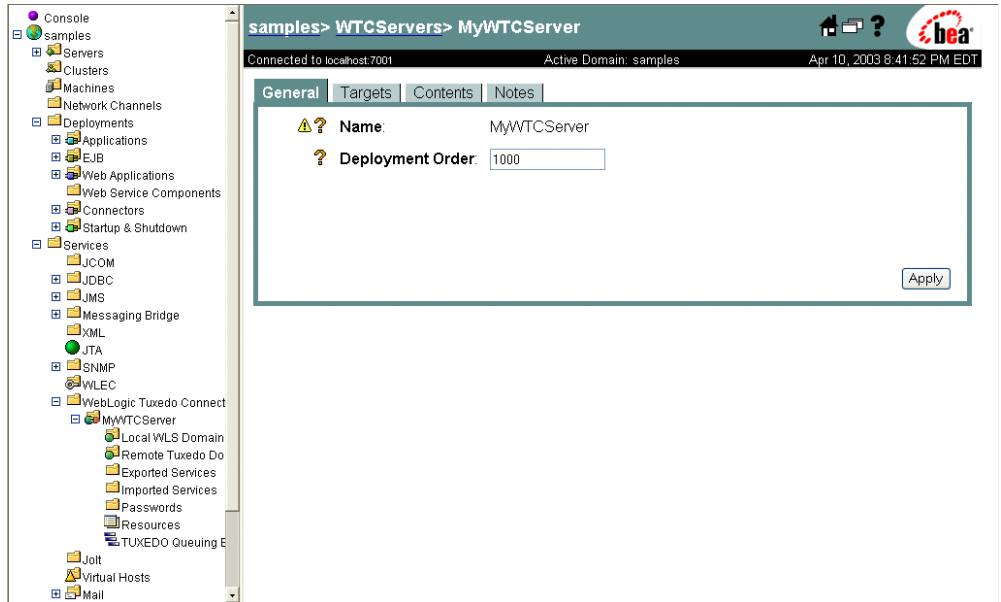 Console
samples
Servers
Clusters
Machines
Network Channels
Deployments
Applications
EJB
Web Applications
Web Service Components
Connectors
Startup & Shutdown
Services
JCOM
JDBC
JMS
Messaging Bridge
XML
JTA
SNMP
WLEC
WebLogic Tuxedo Connect
MyWTCServer
Local WLS Domain
Remote Tuxedo Do
Exported Services
Imported Services
Passwords
Resources
TUXEDO Queuing E
Jolt
Virtual Hosts
Mail
samples> WTCServers> MyWTCServer
? bea
Connected to localhost:7001 Active Domain: samples Apr 10, 2003 8:41:52 PM EDT
General Targets Contents Notes
? Name: MyWTCServer
? Deployment Order: 1000
Apply